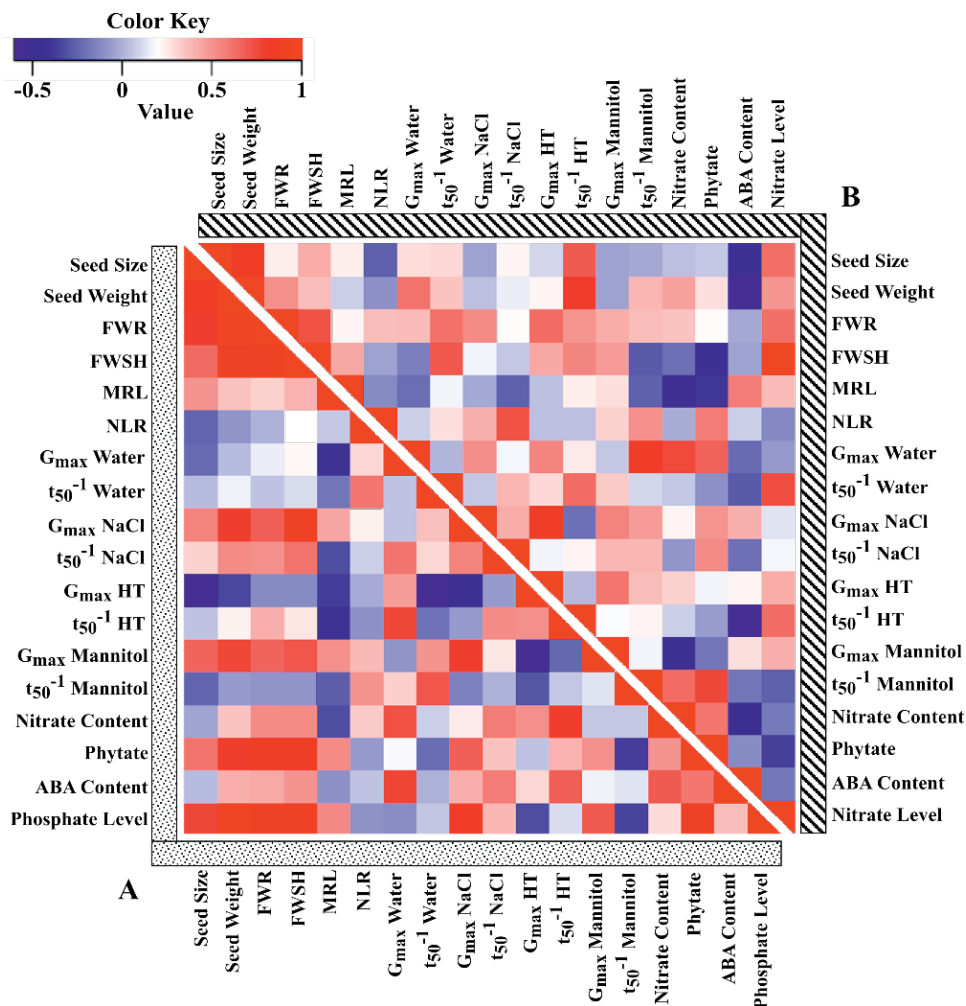 Color Key
-0.5 0 0.5 1
Value
Seed Size
Seed Weight
FWR
FWSH
MRL
NLR
Gmax Water
t50-1 Water
Gmax NaCl
t50-1 NaCl
Gmax HT
t50-1 HT
Gmax Mannitol
t50-1 Mannitol
Nitrate Content
Phytate
ABA Content
Nitrate Level
B
Seed Size
Seed Weight
FWR
FWSH
MRL
NLR
Gmax Water
t50-1 Water
Gmax NaCl
t50-1 NaCl
Gmax HT
t50-1 HT
Gmax Mannitol
t50-1 Mannitol
Nitrate Content
Phytate
ABA Content
Phosphate Level
Seed Size
Seed Weight
FWR
FWSH
MRL
NLR
Gmax Water
t50-1 Water
Gmax NaCl
t50-1 NaCl
Gmax HT
t50-1 HT
Gmax Mannitol
t50-1 Mannitol
Nitrate Content
Phytate
ABA Content
Nitrate Level
A
Seed Size
Seed Weight
FWR
FWSH
MRL
NLR
Gmax Water
t50-1 Water
Gmax NaCl
t50-1 NaCl
Gmax HT
t50-1 HT
Gmax Mannitol
t50-1 Mannitol
Nitrate Content
Phytate
ABA Content
Phosphate Level